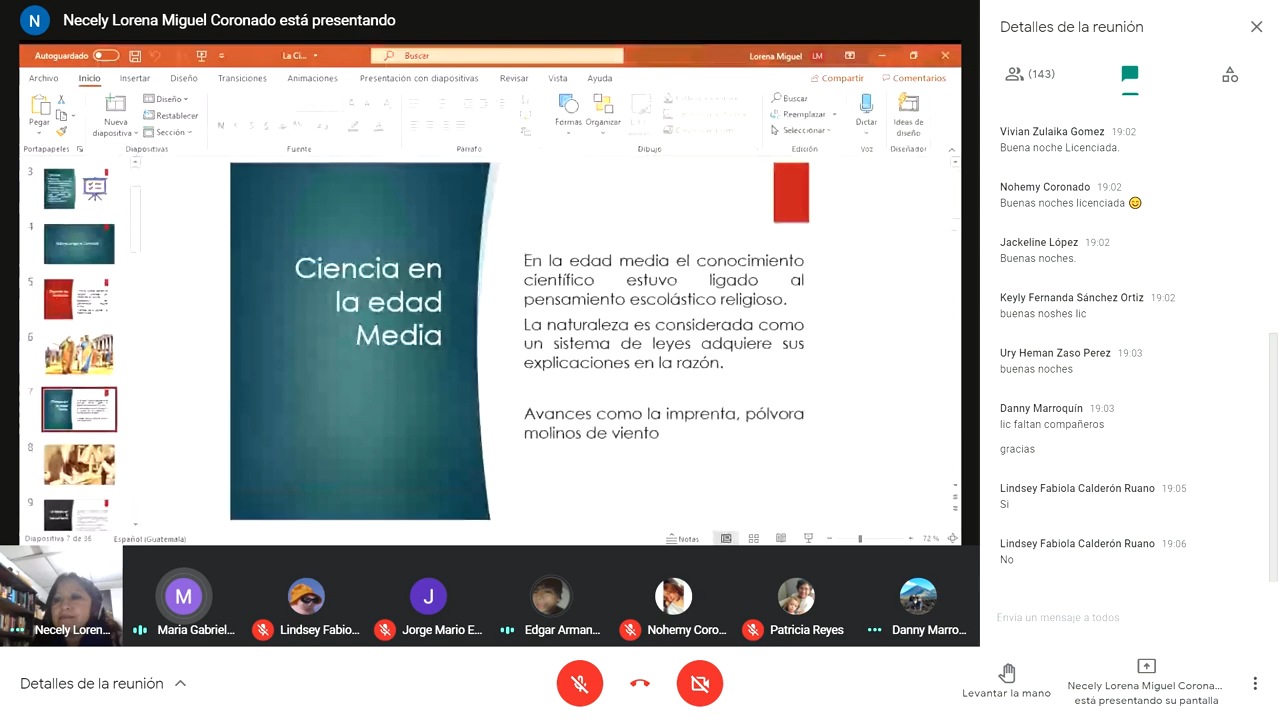 N Necely Lorena Miguel Coronado está presentando
Autoguardado
La Ci...
Buscar
Lorena Miguel LM
Archivo Inicio Insertar Diseño Transiciones Animaciones Presentación con diapositivas Revisar Vista Ayuda
Compartir Comentarios
Pegar
Nueva
diapositiva
Diseño
Restablecer
Sección
Formas Organizar
Buscar
Reemplazar
Seleccionar
Dictar
Ideas de
diseño
Portapapeles Diapositivas Fuente Párrafo Dibujo Edición Voz Diseñador
3
4
5
6
7
8
9
Ciencia en
la edad
Media
En la edad media el conocimiento
científico estuvo ligado al
pensamiento escolástico religioso.
La naturaleza es considerada como
un sistema de leyes adquiere sus
explicaciones en la razón.
Avances como la imprenta, pólvora
molinos de viento
Diapositiva 7 de 36 Español (Guatemala)
Notas
72 %
Necely Loren...
M
Maria Gabriel...
Lindsey Fabio...
J
Jorge Mario E...
Edgar Arman...
Nohemy Coro...
Patricia Reyes
Danny Marro...
Detalles de la reunión
Detalles de la reunión
(143)
Vivian Zulaika Gomez 19:02
Buena noche Licenciada.
Nohemy Coronado 19:02
Buenas noches licenciada 😊
Jackeline López 19:02
Buenas noches.
Keyly Fernanda Sánchez Ortiz 19:02
buenas noshes lic
Ury Heman Zaso Perez 19:03
buenas noches
Danny Marroquín 19:03
lic faltan compañeros
gracias
Lindsey Fabiola Calderón Ruano 19:05
Si
Lindsey Fabiola Calderón Ruano 19:06
No
Envía un mensaje a todos
Levantar la mano
Necely Lorena Miguel Corona...
está presentando su pantalla